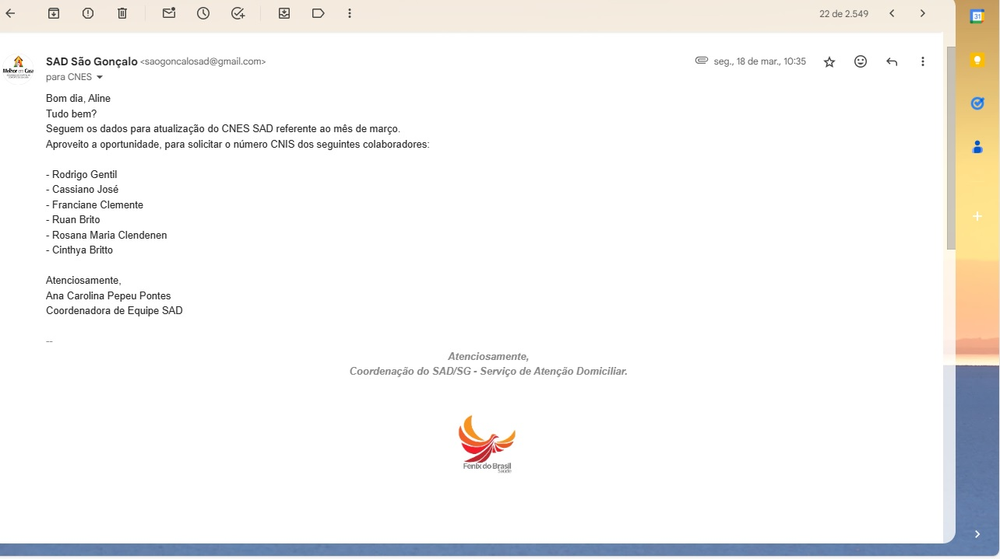 22 de 2.549
31
Melhor em Casa
SAD São Gonçalo <saogoncalosad@gmail.com>
seg., 18 de mar., 10:35
para CNES
Bom dia, Aline
Tudo bem?
Seguem os dados para atualização do CNES SAD referente ao mês de março.
Aproveito a oportunidade, para solicitar o número CNIS dos seguintes colaboradores:
- Rodrigo Gentil
- Cassiano José
- Franciane Clemente
- Ruan Brito
- Rosana Maria Clendenen
- Cinthya Britto
Atenciosamente,
Ana Carolina Pepeu Pontes
Coordenadora de Equipe SAD
--
Atenciosamente,
Coordenação do SAD/SG - Serviço de Atenção Domiciliar.
Fenix do Brasil
Saúde